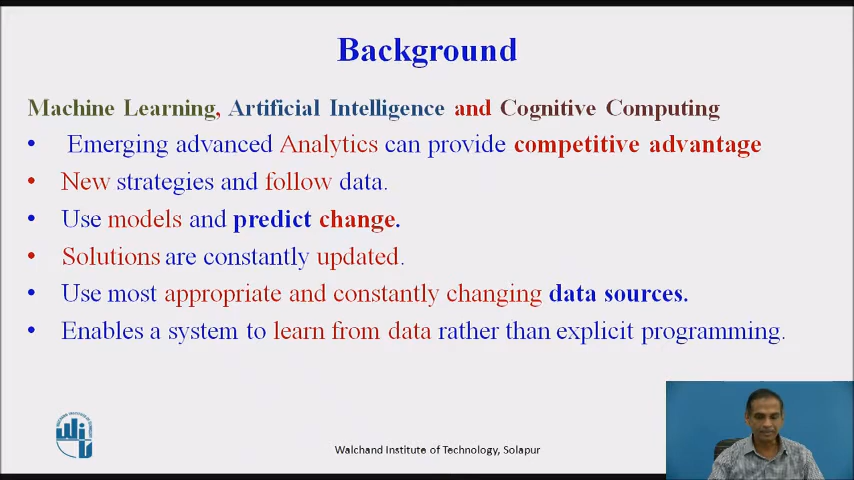 Background
Machine Learning, Artificial Intelligence and Cognitive Computing
• Emerging advanced Analytics can provide competitive advantage
• New strategies and follow data.
• Use models and predict change.
• Solutions are constantly updated.
• Use most appropriate and constantly changing data sources.
• Enables a system to learn from data rather than explicit programming.
Walchand Institute of Technology, Solapur